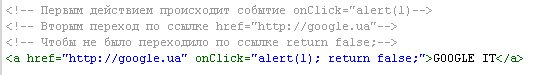 <!-- Первым действием происходит событие onClick="alert(1)-->
<!-- Вторым переход по ссылке href="http://google.ua"-->
<!-- Чтобы не было переходило по ссылке return false;-->
<a href="http://google.ua" onClick="alert(1); return false;">GOOGLE IT</a>